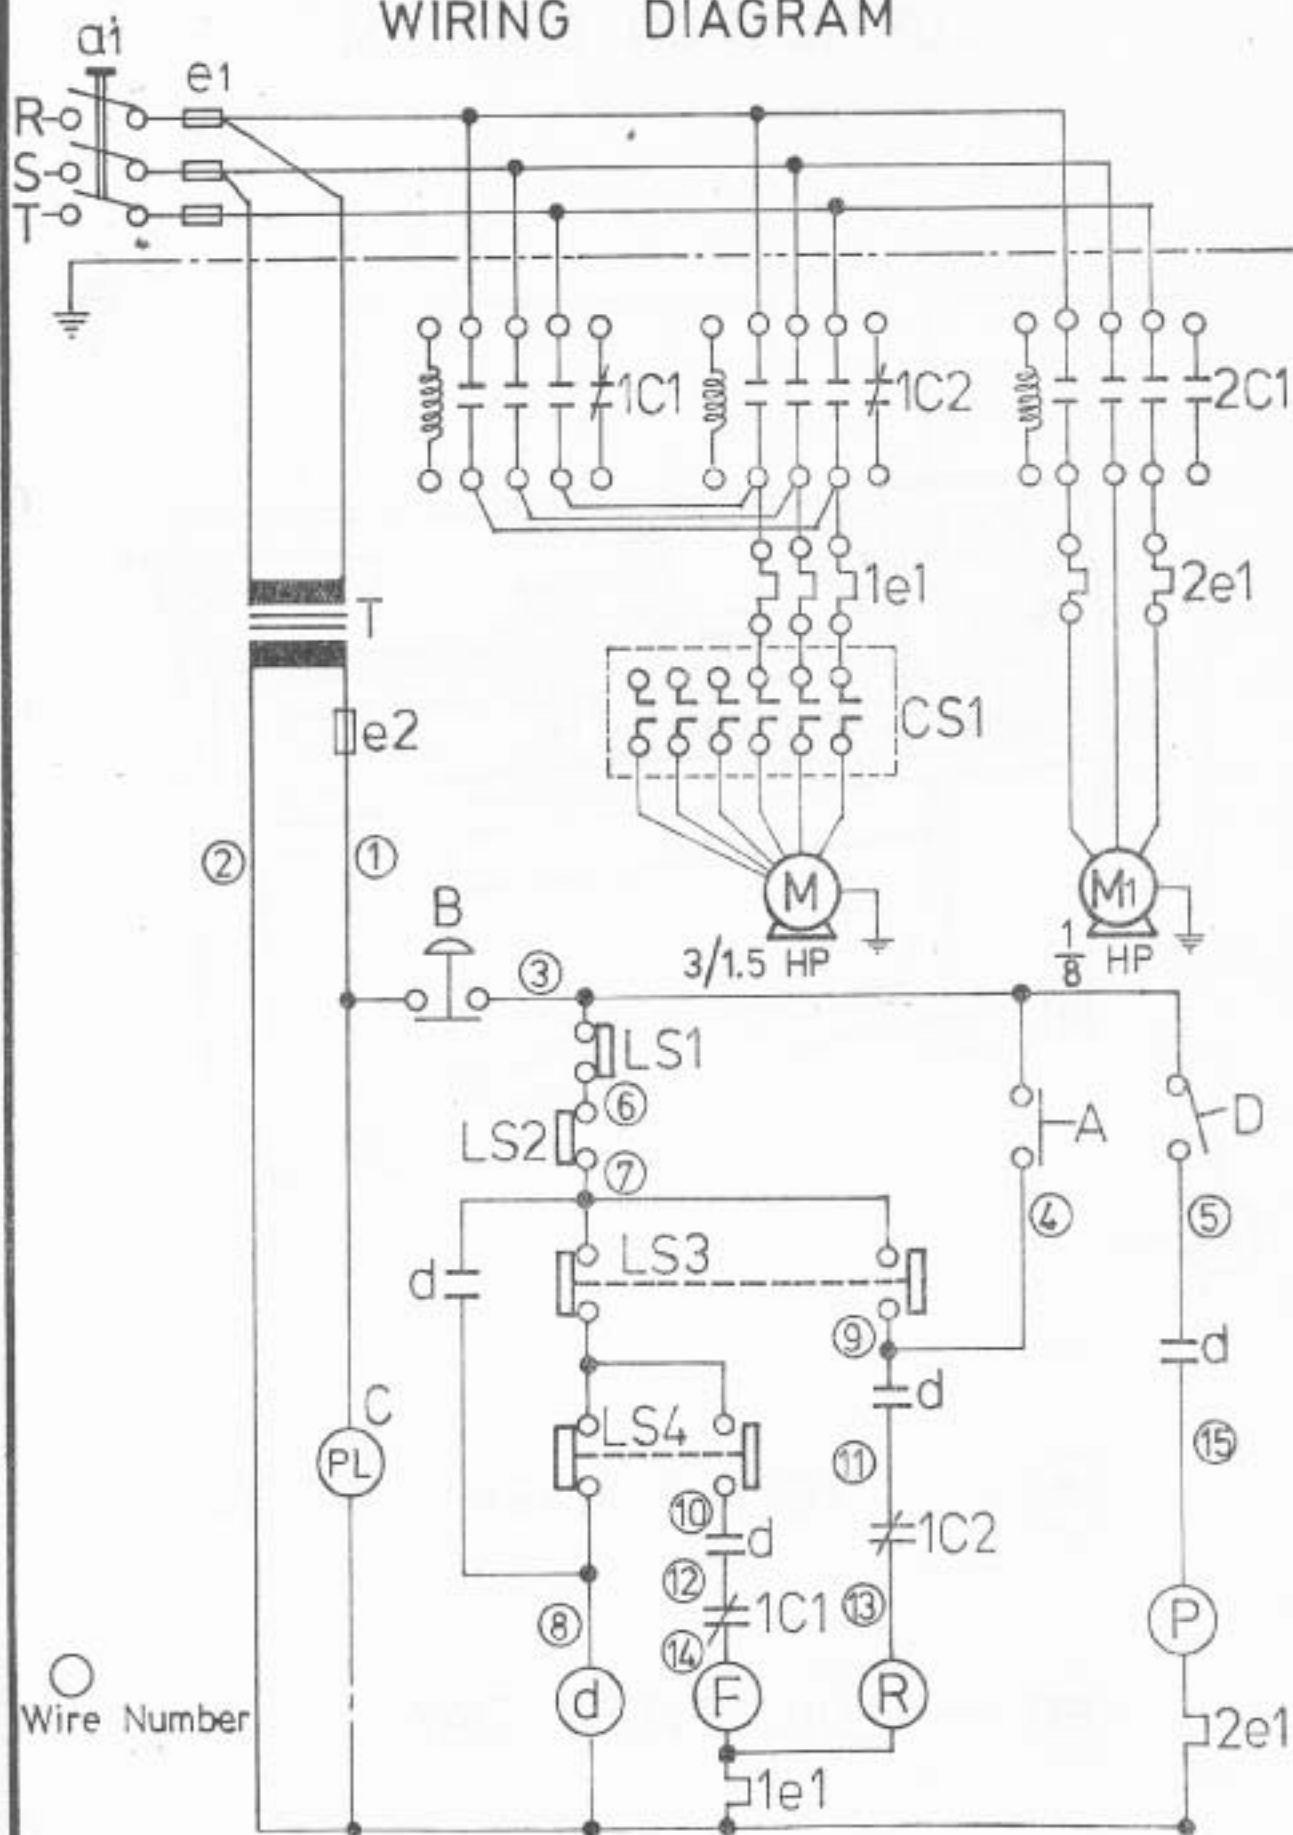 WIRING DIAGRAM
a1
e1
R
S
T
1C1
1C2
2C1
1e1
2e1
T
CS1
e2
② ①
M
M1
3/1.5 HP
1/8 HP
B
③
LS1
⑥
A
D
LS2
⑦
④
⑤
LS3
d
⑨
d
d
C
LS4
PL
⑪
⑮
⑩
d
1C2
⑫
1C1
⑬
P
⑧
⑭
d
F
R
Wire Number
2e1
1e1